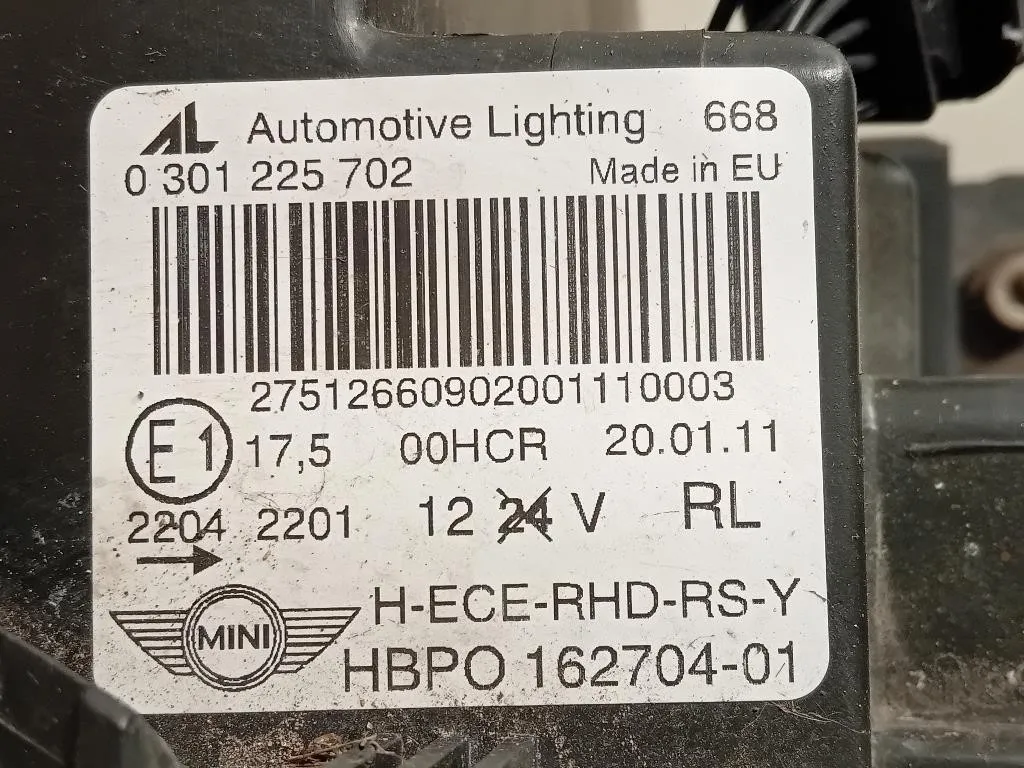 AL Automotive Lighting 668
0 301 225 702 Made in EU
27512660902001110003
E1 17,5 00HCR 20.01.11
2204 2201 12 24 V RL
MINI H-ECE-RHD-RS-Y
HBPO 162704-01